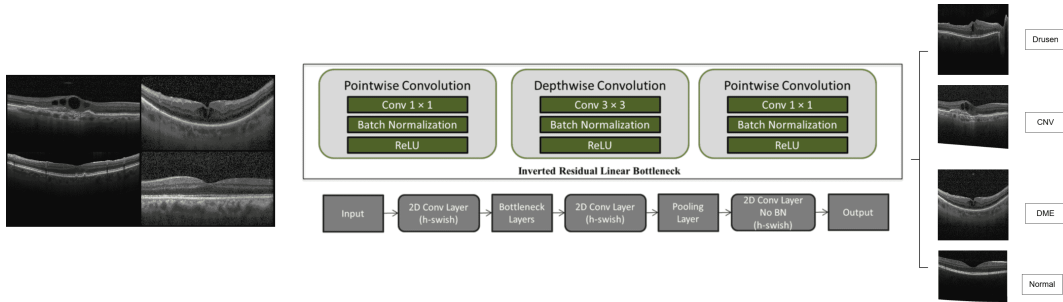 Pointwise Convolution
Conv 1 × 1
Batch Normalization
ReLU
Depthwise Convolution
Conv 3 × 3
Batch Normalization
ReLU
Pointwise Convolution
Conv 1 × 1
Batch Normalization
ReLU
Inverted Residual Linear Bottleneck
Input
2D Conv Layer
(h-swish)
Bottleneck
Layers
2D Conv Layer
(h-swish)
Pooling
Layer
2D Conv Layer
No BN
(h-swish)
Output
Drusen
CNV
DME
Normal